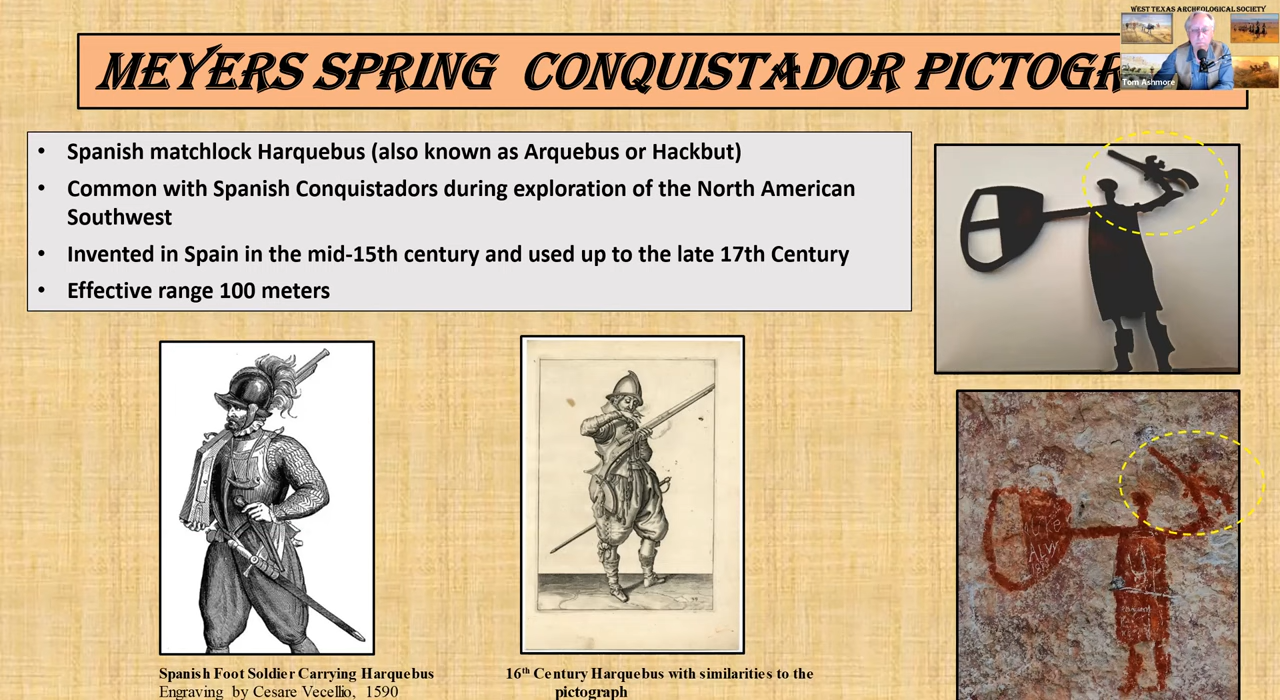 WEST TEXAS ARCHEOLOGICAL SOCIETY
Tom Ashmore
MEYERS SPRING CONQUISTADOR PICTOGR
• Spanish matchlock Harquebus (also known as Arquebus or Hackbut)
• Common with Spanish Conquistadors during exploration of the North American
Southwest
• Invented in Spain in the mid-15th century and used up to the late 17th Century
• Effective range 100 meters
Spanish Foot Soldier Carrying Harquebus
Engraving by Cesare Vecellio, 1590
16th Century Harquebus with similarities to the
pictograph